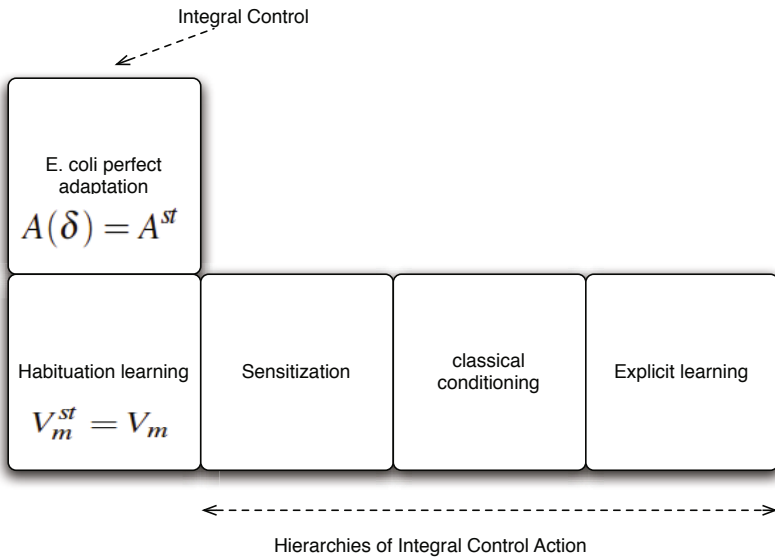 Integral Control
E. coli perfect
adaptation
A(δ) = A^{st}
Habituation learning
V_m^{st} = V_m
Sensitization
classical
conditioning
Explicit learning
Hierarchies of Integral Control Action